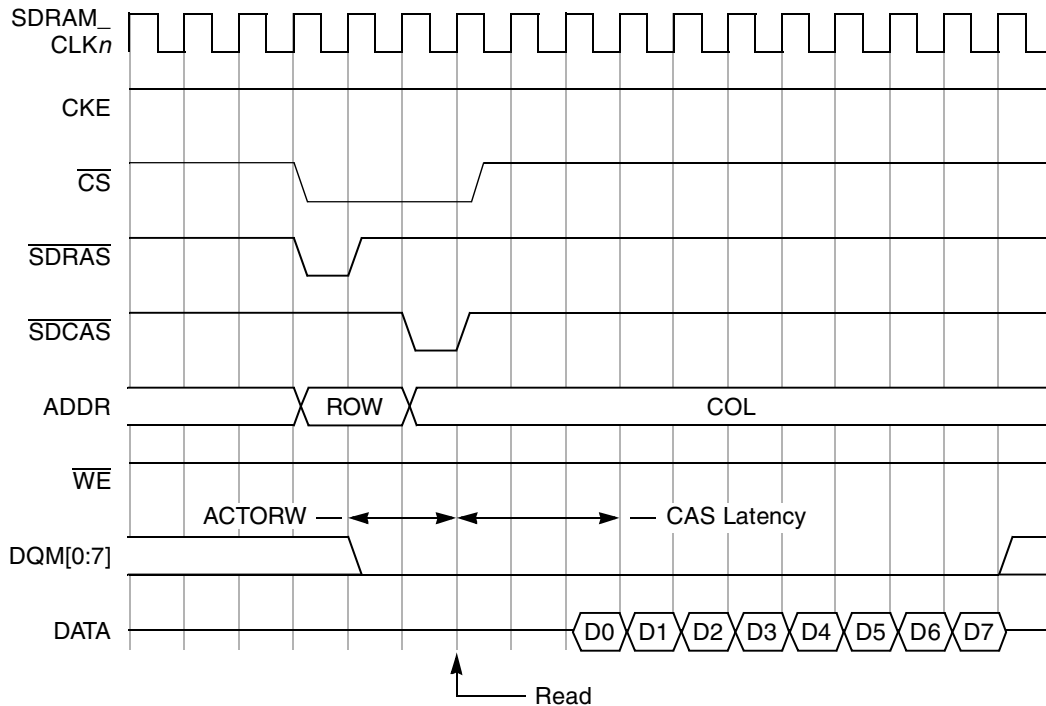 SDRAM_
CLKn
CKE
CS
SDRAS
SDCAS
ADDR ROW COL
WE
ACTORW CAS Latency
DQM[0:7]
DATA D0 D1 D2 D3 D4 D5 D6 D7
Read